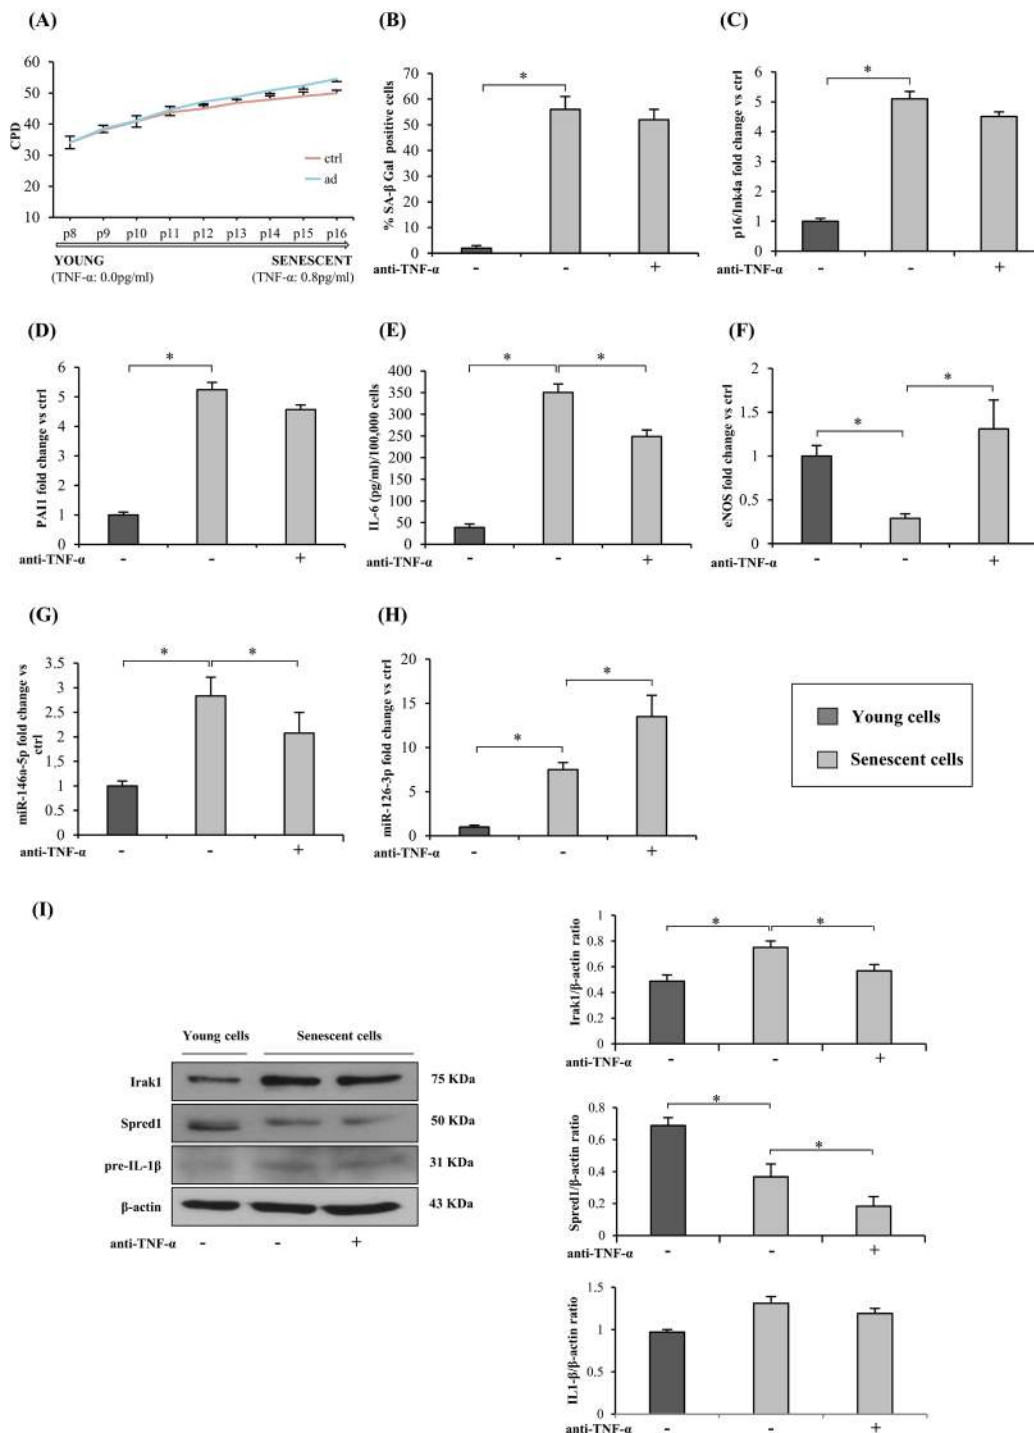 (A)
CPD
60
50
40
30
20
10
ctrl
ad
p8 p9 p10 p11 p12 p13 p14 p15 p16
YOUNG SENESCENT
(TNF-α: 0.0pg/ml) (TNF-α: 0.8pg/ml)
(B)
% SA-β Gal positive cells
70
60
50
40
30
20
10
0
*
anti-TNF-α - - +
(C)
p16/Ink4a fold change vs ctrl
6
5
4
3
2
1
0
*
anti-TNF-α - - +
(D)
PAI1 fold change vs ctrl
6
5
4
3
2
1
0
*
anti-TNF-α - - +
(E)
IL-6 (pg/ml)/100,000 cells
400
350
300
250
200
150
100
50
0
* *
anti-TNF-α - - +
(F)
eNOS fold change vs ctrl
2
1.5
1
0.5
0
* *
anti-TNF-α - - +
(G)
miR-146a-5p fold change vs
ctrl
3.5
3
2.5
2
1.5
1
0.5
0
* *
anti-TNF-α - - +
(H)
miR-126-3p fold change vs ctrl
20
15
10
5
0
* *
anti-TNF-α - - +
Young cells
Senescent cells
(I)
Young cells Senescent cells
Irak1 75 KDa
Spred1 50 KDa
pre-IL-1β 31 KDa
β-actin 43 KDa
anti-TNF-α - - +
Irak1/β-actin ratio
1
0.8
0.6
0.4
0.2
0
* *
anti-TNF-α - - +
Spred1/β-actin ratio
0.8
0.6
0.4
0.2
0
* *
anti-TNF-α - - +
IL1-β/β-actin ratio
1.5
1
0.5
0
anti-TNF-α - - +